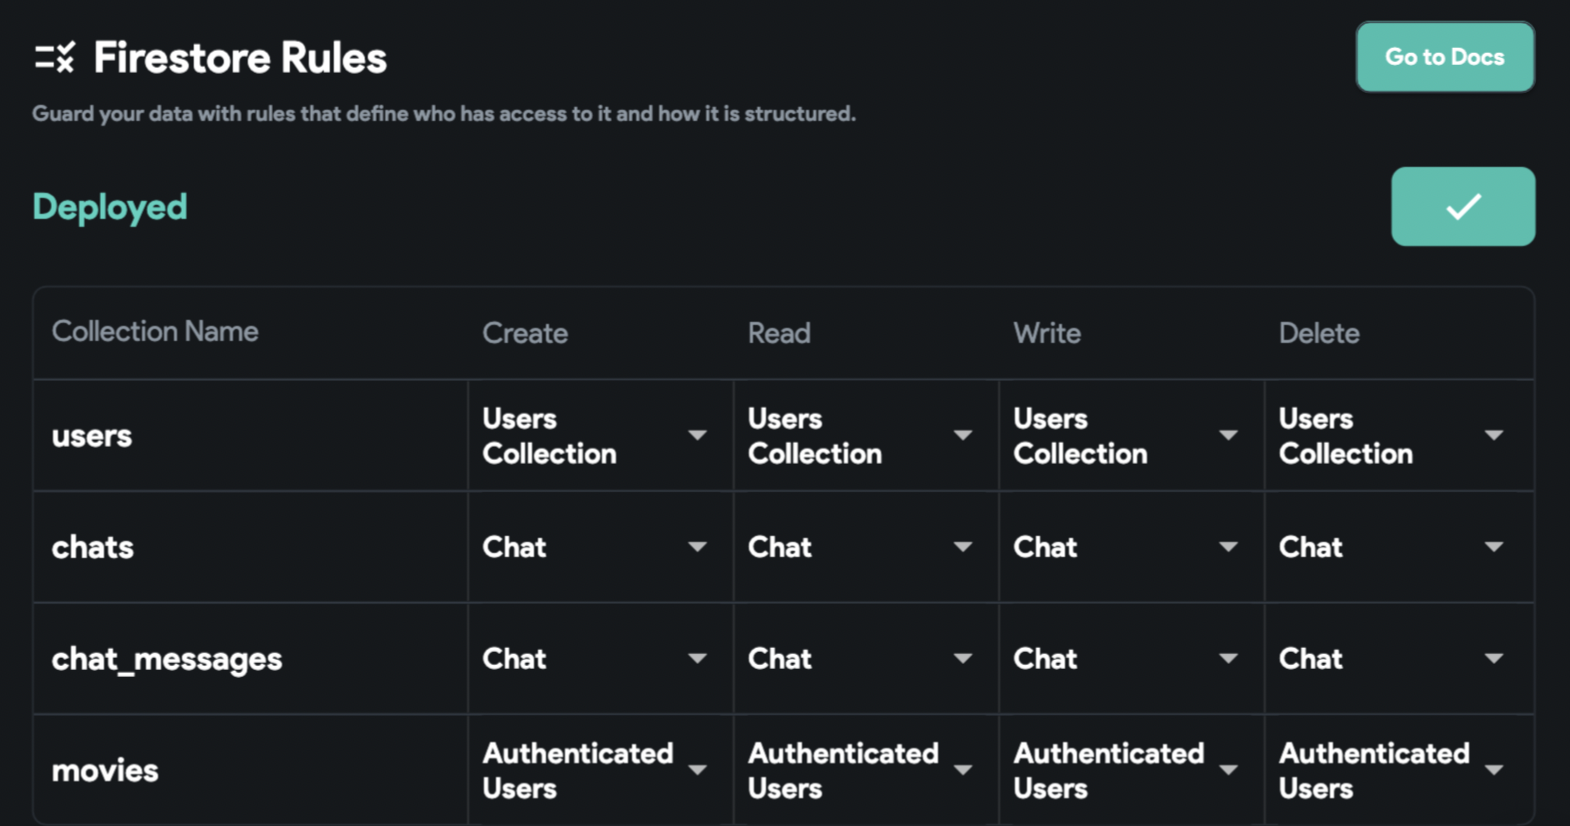 Firestore Rules
Go to Docs
Guard your data with rules that define who has access to it and how it is structured.
Deployed
Collection Name Create Read Write Delete
users Users Collection Users Collection Users Collection Users Collection
chats Chat Chat Chat Chat
chat_messages Chat Chat Chat Chat
movies Authenticated Users Authenticated Users Authenticated Users Authenticated Users